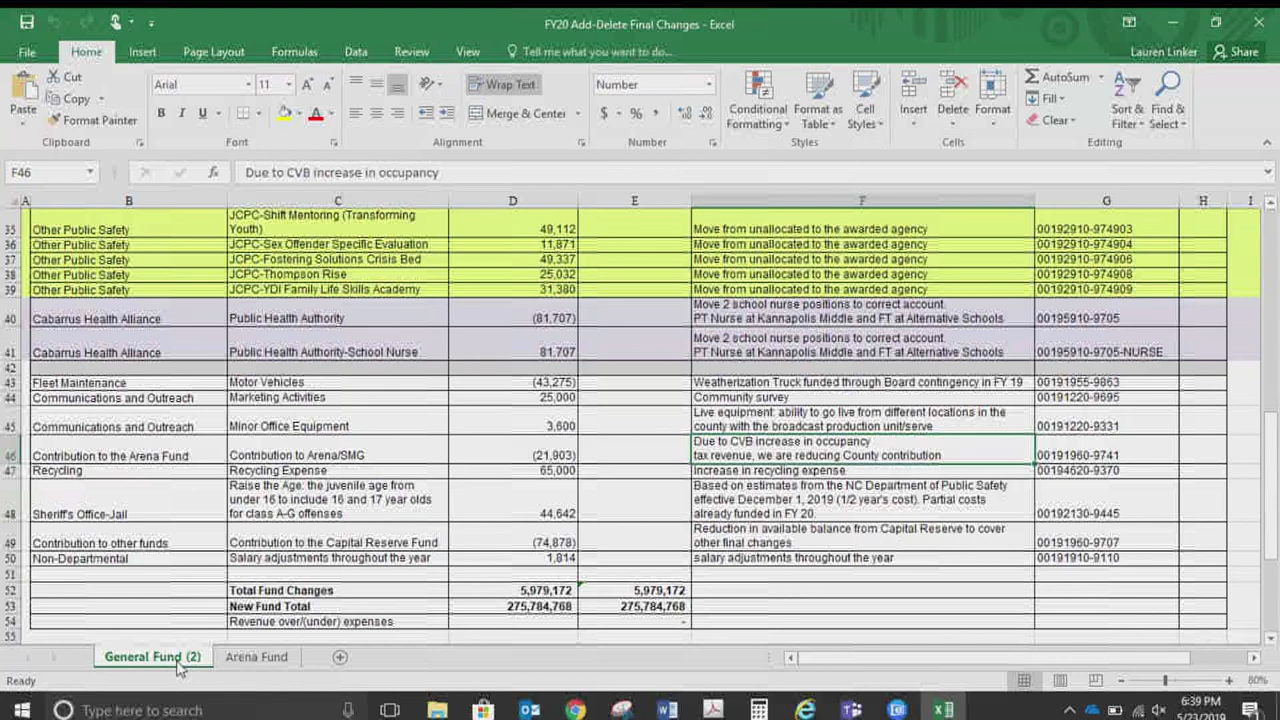 FY20 Add-Delete Final Changes - Excel
File Home Insert Page Layout Formulas Data Review View Tell me what you want to do... Lauren Linker Share
Cut
Copy
Format Painter
Paste
Clipboard
Arial 11
B I U
Font
Wrap Text
Merge & Center
Alignment
Number
$ % ,
Number
Conditional Formatting
Format as Table
Cell Styles
Styles
Insert Delete Format
Cells
AutoSum
Fill
Clear
Sort & Filter
Find & Select
Editing
F46 fx Due to CVB increase in occupancy
A B C D E F G H I
JCPC-Shift Mentoring (Transforming
35 Other Public Safety Youth) 49,112 Move from unallocated to the awarded agency 00192910-974903
36 Other Public Safety JCPC-Sex Offender Specific Evaluation 11,871 Move from unallocated to the awarded agency 00192910-974904
37 Other Public Safety JCPC-Fostering Solutions Crisis Bed 49,337 Move from unallocated to the awarded agency 00192910-974906
38 Other Public Safety JCPC-Thompson Rise 25,032 Move from unallocated to the awarded agency 00192910-974908
39 Other Public Safety JCPC-YDI Family Life Skills Academy 31,380 Move from unallocated to the awarded agency 00192910-974909
Move 2 school nurse positions to correct account.
40 Cabarrus Health Alliance Public Health Authority (81,707) PT Nurse at Kannapolis Middle and FT at Alternative Schools 00195910-9705
Move 2 school nurse positions to correct account.
41 Cabarrus Health Alliance Public Health Authority-School Nurse 81,707 PT Nurse at Kannapolis Middle and FT at Alternative Schools 00195910-9705-NURSE
42
43 Fleet Maintenance Motor Vehicles (43,275) Weatherization Truck funded through Board contingency in FY 19 00191955-9863
44 Communications and Outreach Marketing Activities 25,000 Community survey 00191220-9695
Live equipment: ability to go live from different locations in the
45 Communications and Outreach Minor Office Equipment 3,600 county with the broadcast production unit/serve 00191220-9331
Due to CVB increase in occupancy
46 Contribution to the Arena Fund Contribution to Arena/SMG (21,903) tax revenue, we are reducing County contribution 00191960-9741
47 Recycling Recycling Expense 65,000 Increase in recycling expense 00194620-9370
Raise the Age: the juvenile age from Based on estimates from the NC Department of Public Safety
under 16 to include 16 and 17 year olds effective December 1, 2019 (1/2 year's cost). Partial costs
48 Sheriff's Office-Jail for class A-G offenses 44,642 already funded in FY 20. 00192130-9445
Reduction in available balance from Capital Reserve to cover
49 Contribution to other funds Contribution to the Capital Reserve Fund (74,878) other final changes 00191960-9707
50 Non-Departmental Salary adjustments throughout the year 1,814 salary adjustments throughout the year 00191910-9110
51
52 Total Fund Changes 5,979,172 5,979,172
53 New Fund Total 275,784,768 275,784,768
54 Revenue over/(under) expenses -
55
General Fund (2) Arena Fund
Ready 80%
Type here to search 6:39 PM
5/23/2019